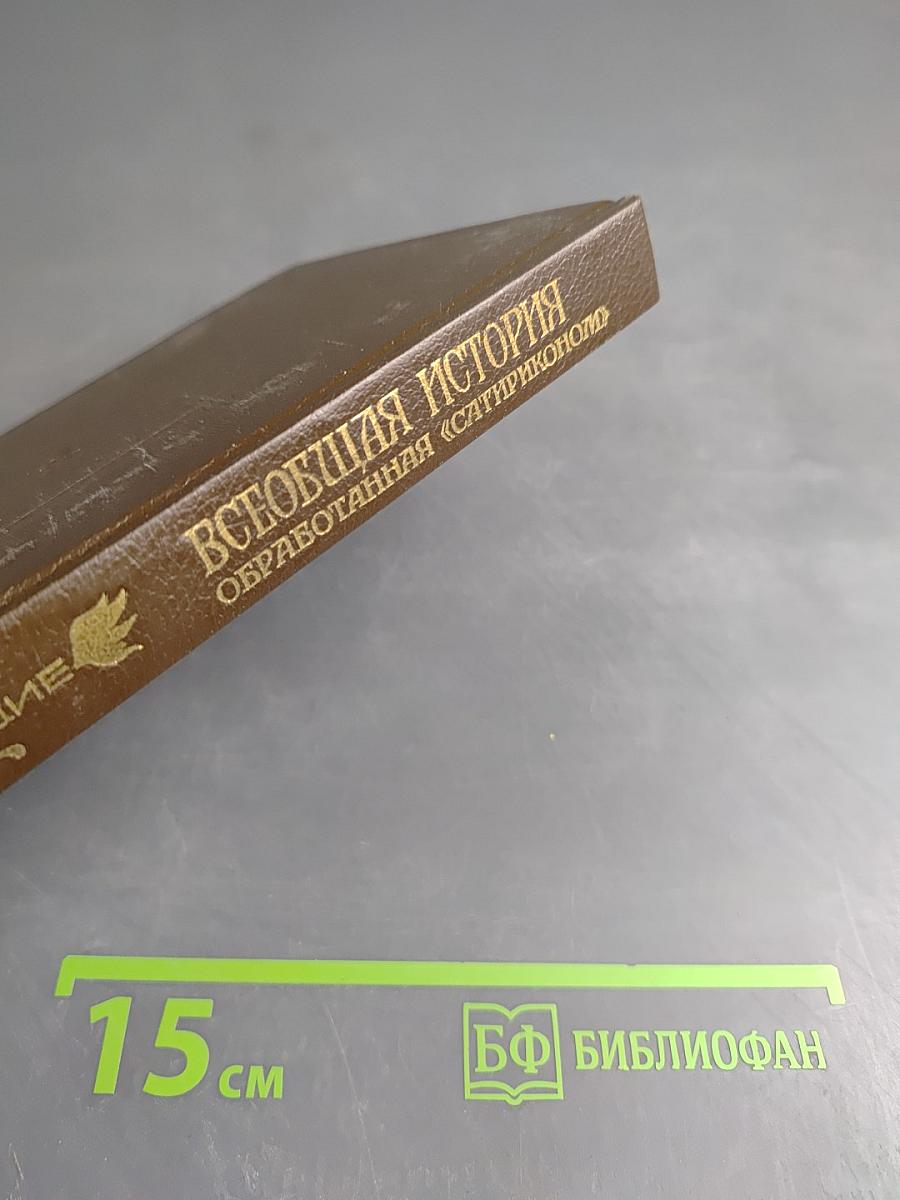 ВСЕОБЩАЯ ИСТОРИЯ
ОБРАБОТАННАЯ «САТИРИКОНОМ»
15 см
БФ БИБЛИОФАН